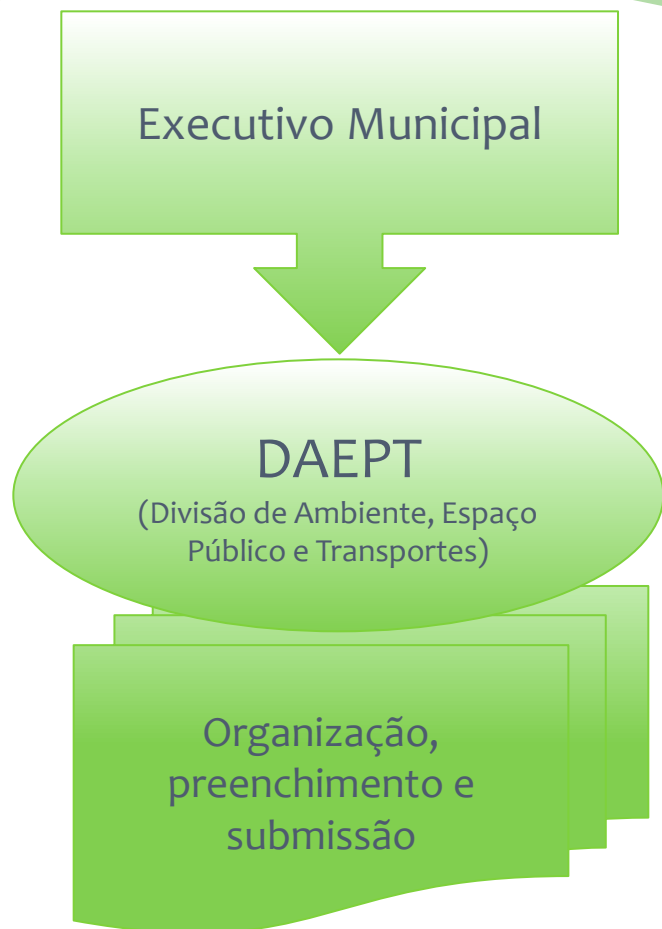 Executivo Municipal
DAEPT
(Divisão de Ambiente, Espaço
Público e Transportes)
Organização,
preenchimento e
submissão